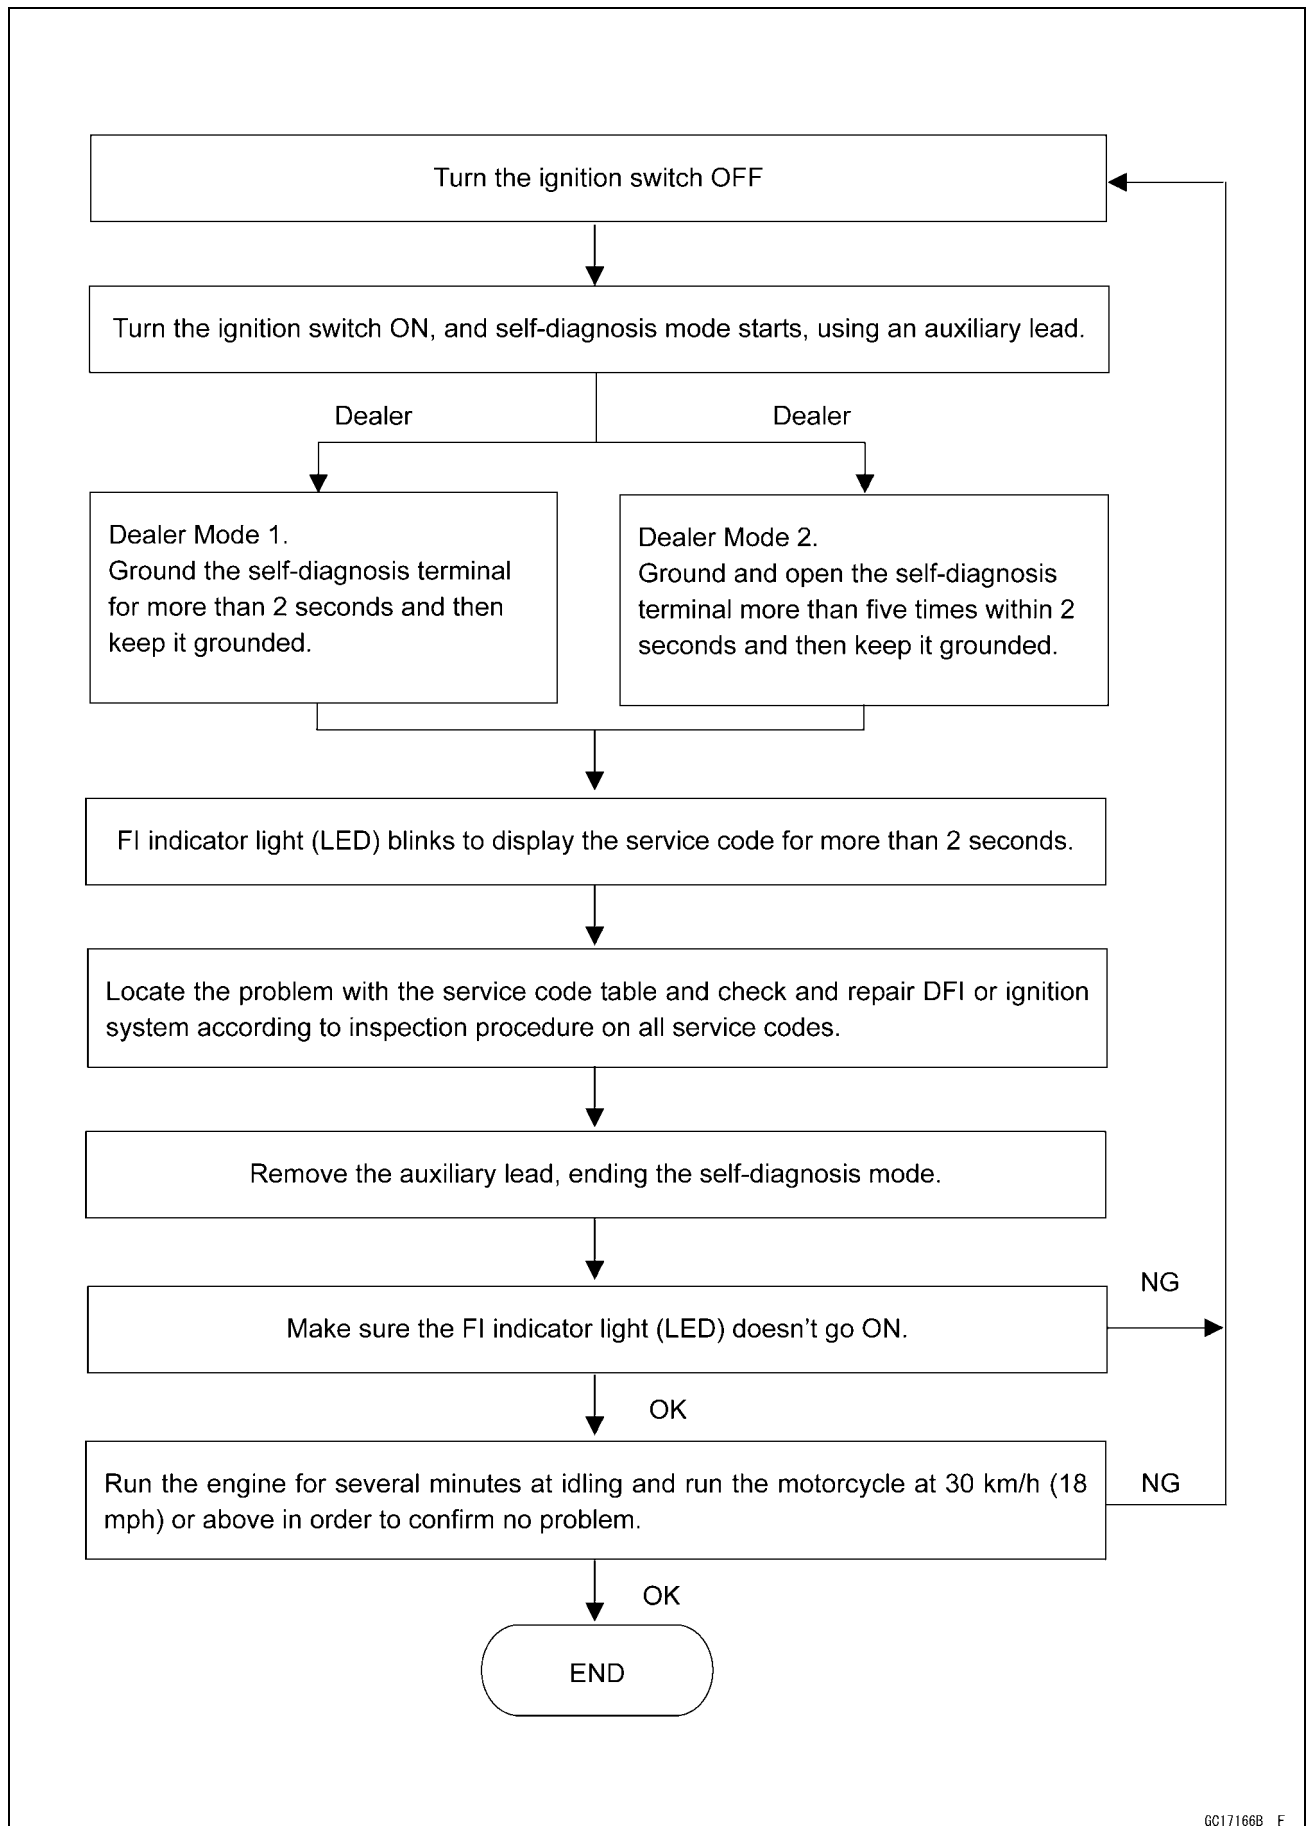 Turn the ignition switch OFF
Turn the ignition switch ON, and self-diagnosis mode starts, using an auxiliary lead.
Dealer
Dealer
Dealer Mode 1.
Ground the self-diagnosis terminal
for more than 2 seconds and then
keep it grounded.
Dealer Mode 2.
Ground and open the self-diagnosis
terminal more than five times within 2
seconds and then keep it grounded.
FI indicator light (LED) blinks to display the service code for more than 2 seconds.
Locate the problem with the service code table and check and repair DFI or ignition
system according to inspection procedure on all service codes.
Remove the auxiliary lead, ending the self-diagnosis mode.
NG
Make sure the FI indicator light (LED) doesn't go ON.
OK
Run the engine for several minutes at idling and run the motorcycle at 30 km/h (18
mph) or above in order to confirm no problem.
NG
OK
END
GC17166B F